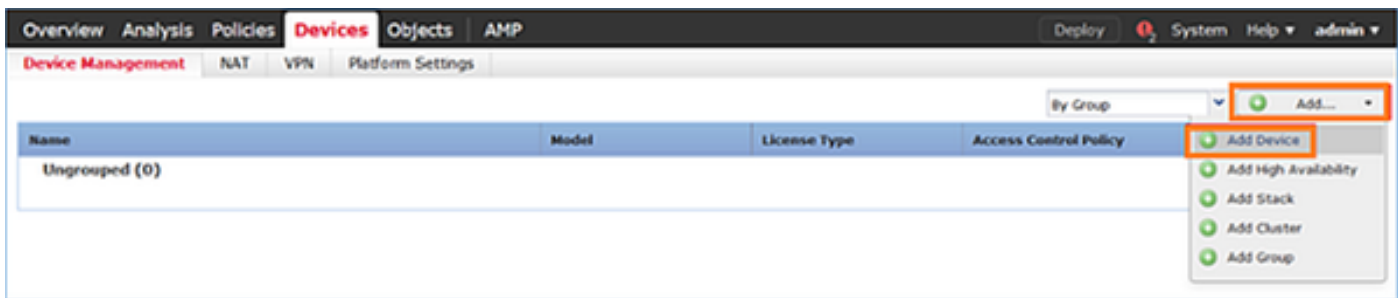 Overview Analysis Policies Devices Objects AMP Deploy 2 System Help admin
Device Management NAT VPN Platform Settings
By Group Add...
Name Model License Type Access Control Policy Add Device
Ungrouped (0) Add High Availability
Add Stack
Add Cluster
Add Group